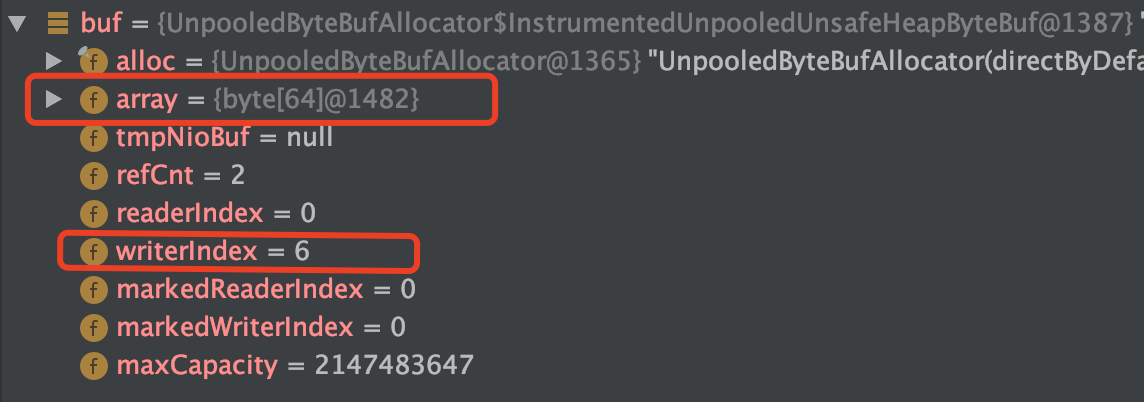 buf = {UnpooledByteBufAllocator$InstrumentedUnpooledUnsafeHeapByteBuf@1387} "
f alloc = {UnpooledByteBufAllocator@1365} "UnpooledByteBufAllocator(directByDefa
f array = {byte[64]@1482}
f tmpNioBuf = null
f refCnt = 2
f readerIndex = 0
f writerIndex = 6
f markedReaderIndex = 0
f markedWriterIndex = 0
f maxCapacity = 2147483647